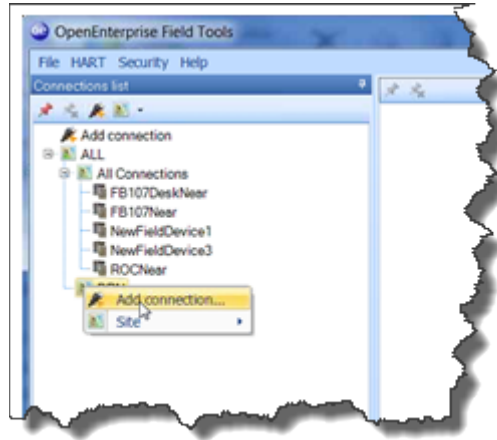 OpenEnterprise Field Tools
File HART Security Help
Connections list
Add connection
ALL
All Connections
FB107DeskNear
FB107Near
NewFieldDevice1
NewFieldDevice3
ROCNear
Add connection...
Site